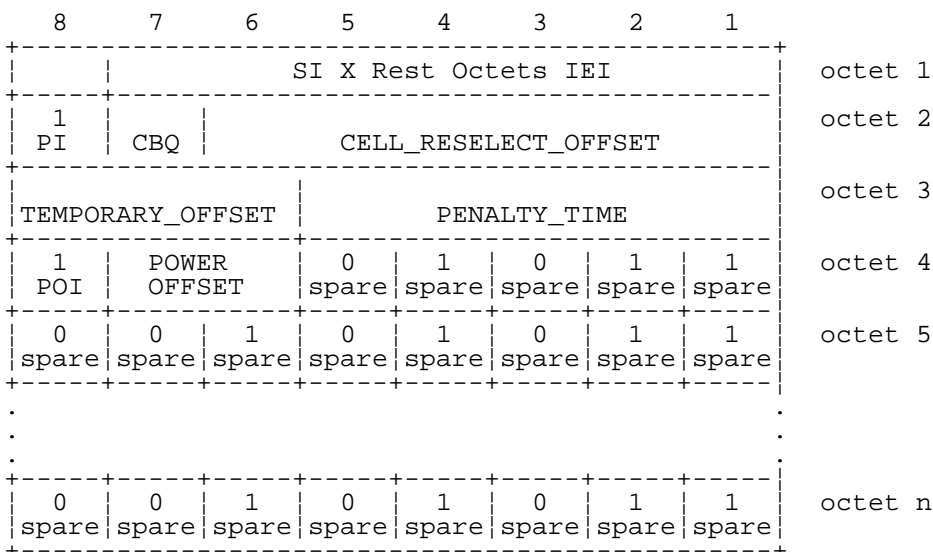 8 7 6 5 4 3 2 1
SI X Rest Octets IEI octet 1
1 octet 2
PI CBQ CELL_RESELECT_OFFSET
octet 3
TEMPORARY_OFFSET PENALTY_TIME
1 POWER 0 1 0 1 1 octet 4
POI OFFSET spare spare spare spare spare
0 0 1 0 1 0 1 1 octet 5
spare spare spare spare spare spare spare spare
. .
. .
. .
0 0 1 0 1 0 1 1 octet n
spare spare spare spare spare spare spare spare